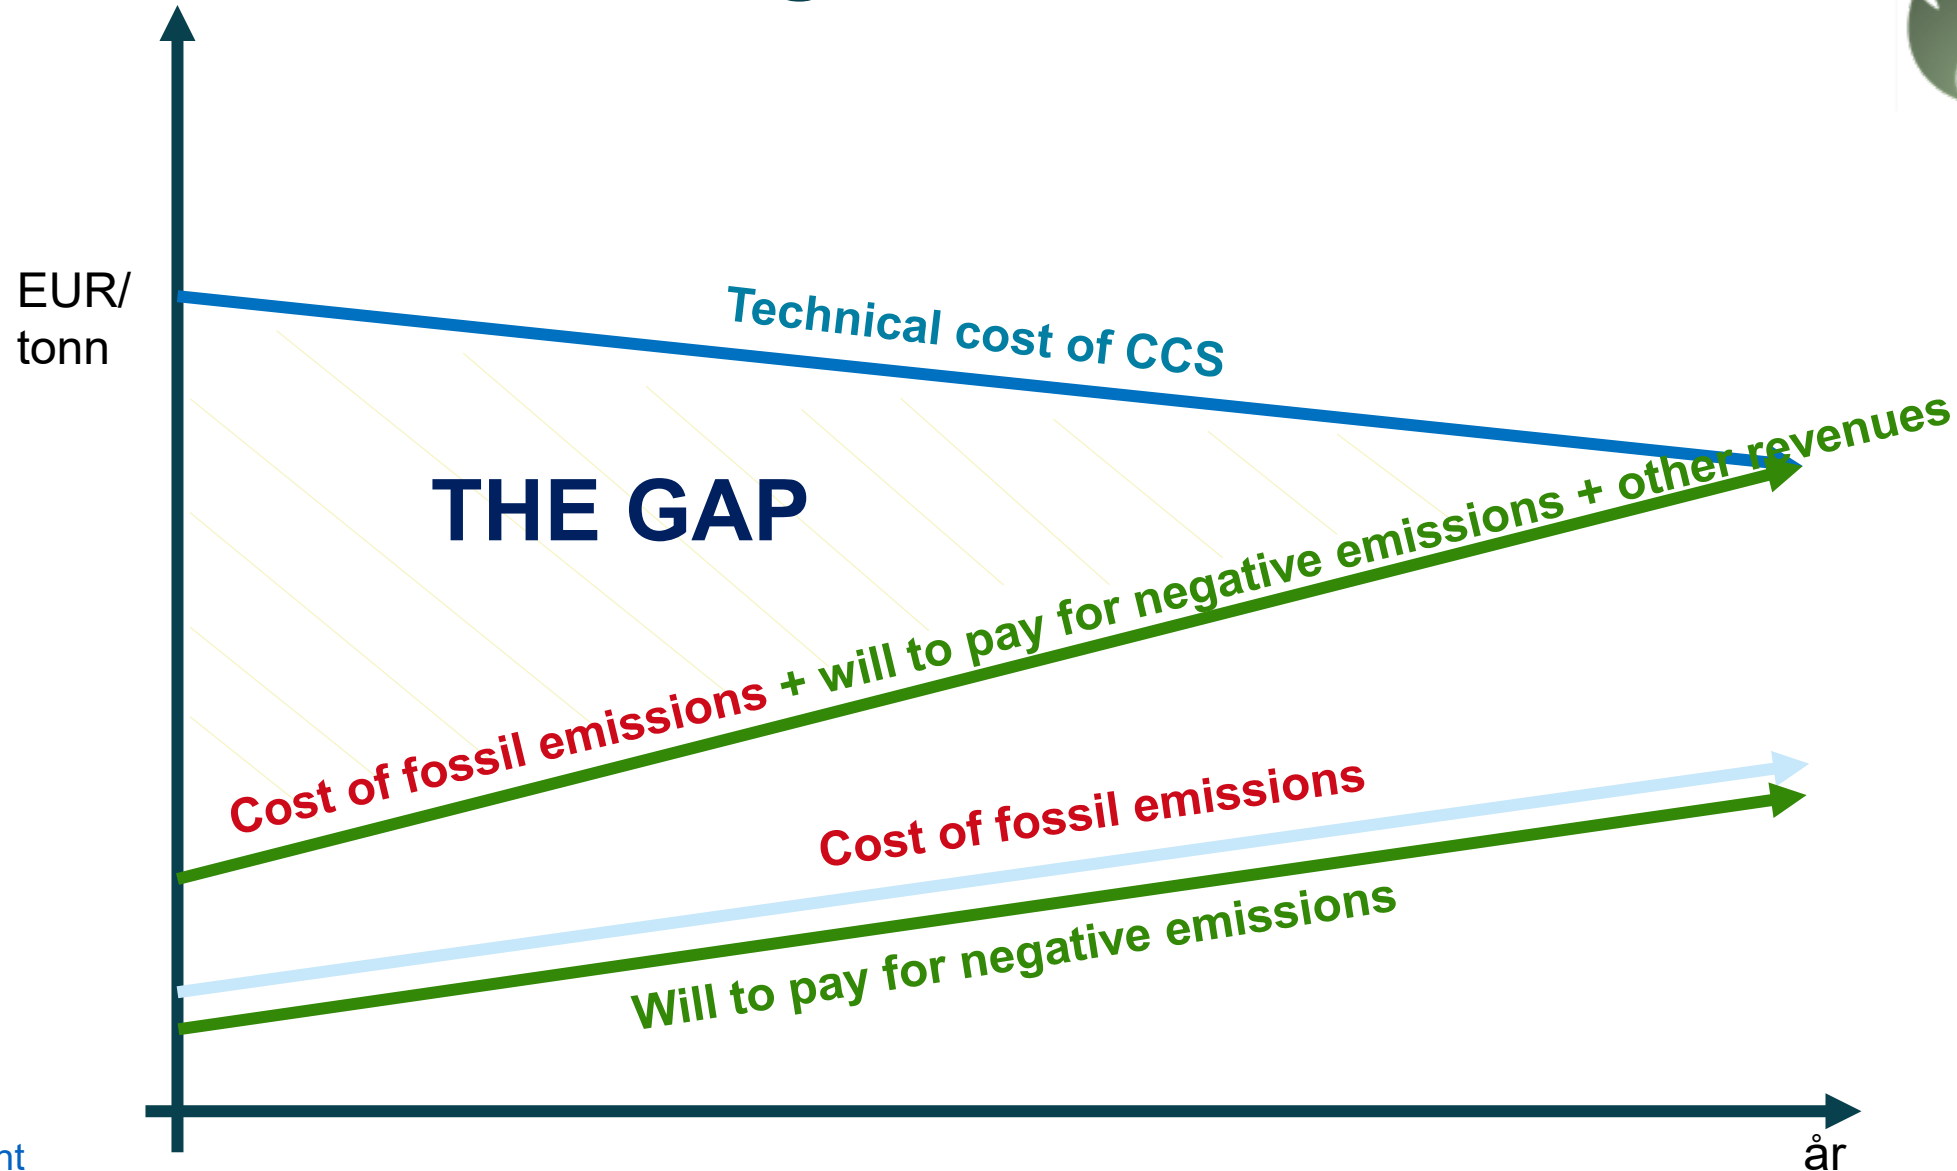 EUR/
tonn
Technical cost of CCS
THE GAP
Cost of fossil emissions + will to pay for negative emissions + other revenues
Cost of fossil emissions
Will to pay for negative emissions
år